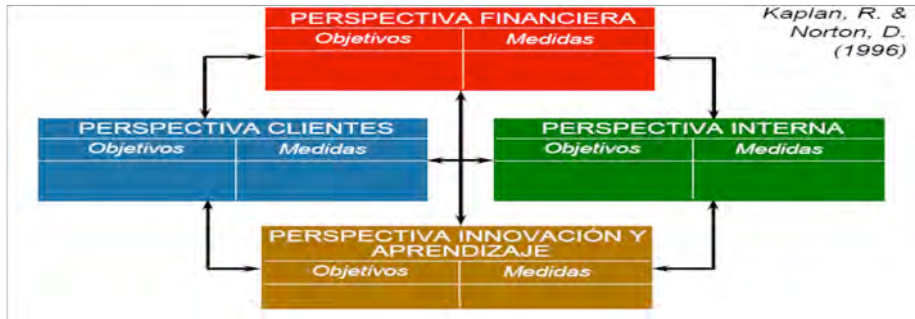 PERSPECTIVA FINANCIERA
Objetivos Medidas
Kaplan, R. &
Norton, D.
(1996)
PERSPECTIVA CLIENTES
Objetivos Medidas
PERSPECTIVA INTERNA
Objetivos Medidas
PERSPECTIVA INNOVACIÓN Y
APRENDIZAJE
Objetivos Medidas